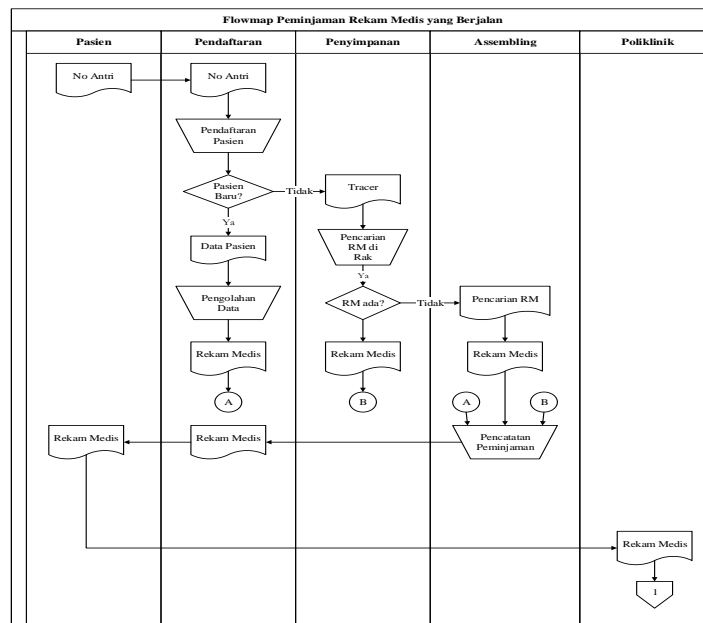 Flowmap Peminjaman Rekam Medis yang Berjalan
Pasien
Pendaftaran
Penyimpanan
Assembling
Poliklinik
No Antri
No Antri
Pendaftaran
Pasien
Pasien
Baru?
Tidak
Tracer
Ya
Data Pasien
Pencarian
RM di
Rak
Ya
Pengolahan
Data
RM ada?
Tidak
Pencarian RM
Rekam Medis
Rekam Medis
Rekam Medis
A
B
A
B
Rekam Medis
Rekam Medis
Pencatatan
Peminjaman
Rekam Medis
1